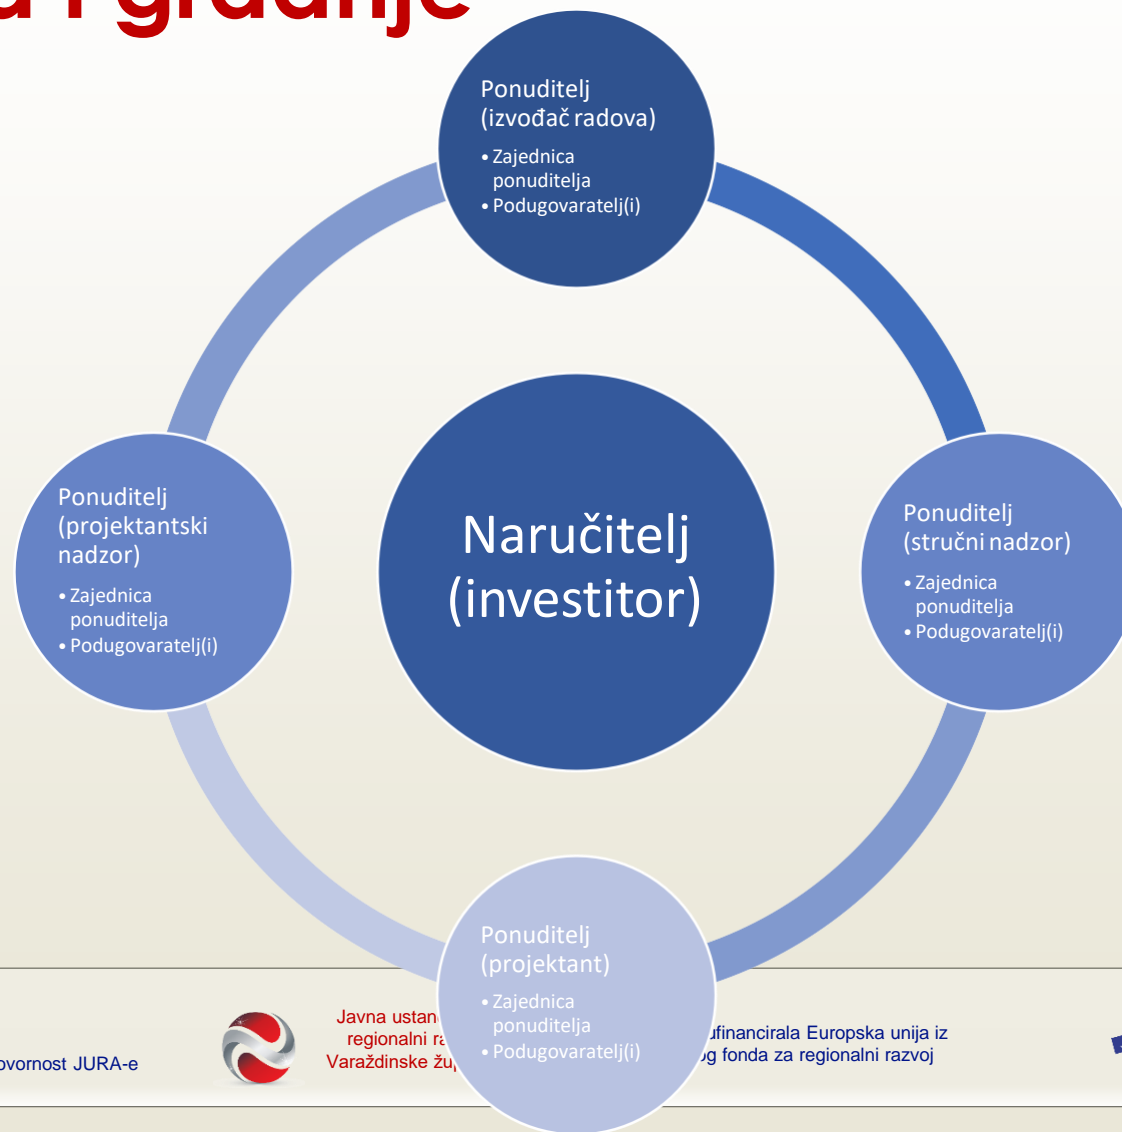 i gradnje
Ponuditelj
(izvođač radova)
• Zajednica
ponuditelja
• Podugovaratelj(i)
Ponuditelj
(projektantski
nadzor)
• Zajednica
ponuditelja
• Podugovaratelj(i)
Naručitelj
(investitor)
Ponuditelj
(stručni nadzor)
• Zajednica
ponuditelja
• Podugovaratelj(i)
Ponuditelj
(projektant)
• Zajednica
ponuditelja
• Podugovaratelj(i)
ovornost JURA-e
Javna ustan
regionalni ra
Varaždinske žup
ufinancirala Europska unija iz
og fonda za regionalni razvoj